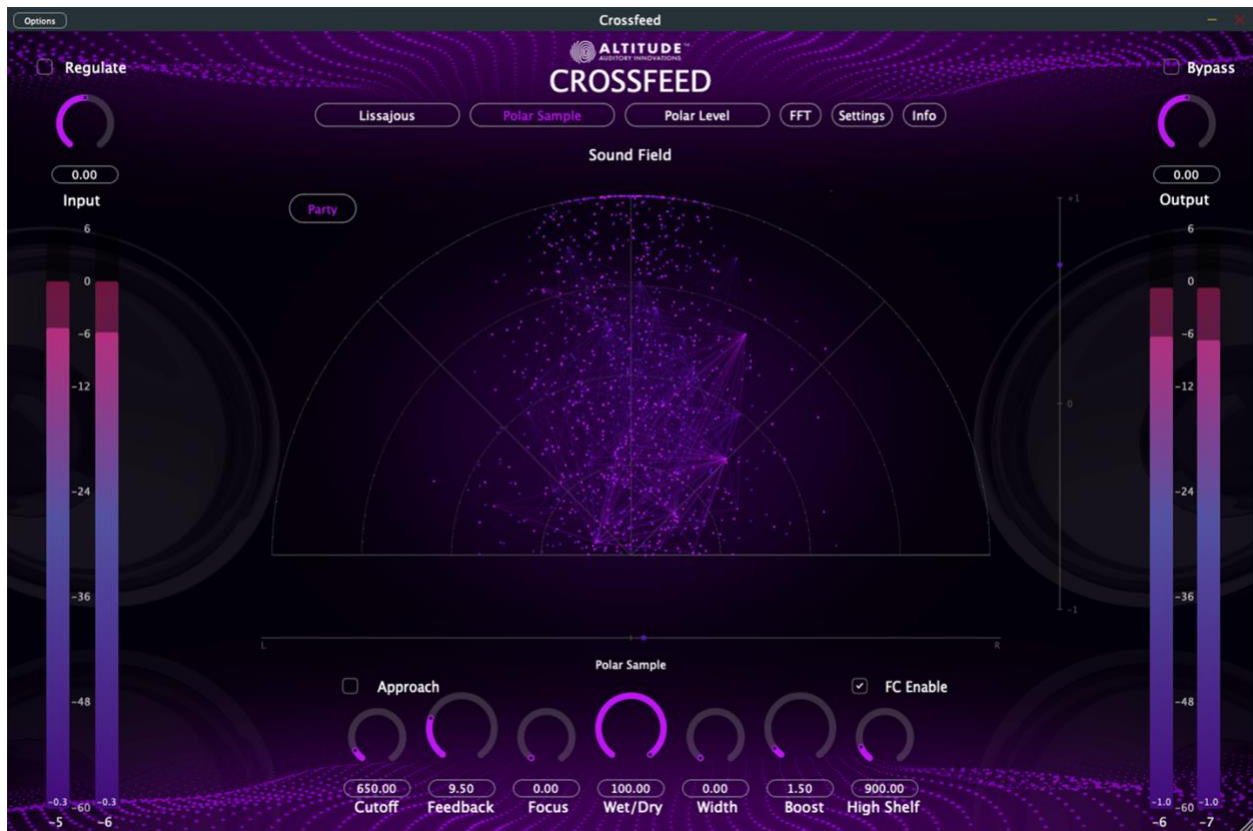 Options
Crossfeed
ALTITUDE™
AUDITORY INNOVATIONS
CROSSFEED
Regulate
Bypass
Lissajous Polar Sample Polar Level FFT Settings Info
Sound Field
0.00
Input
0.00
Output
Party
6
0
-6
-12
-24
-36
-48
-60
-0.3 -0.3
-5 -6
+1
0
-1
L R
6
0
-6
-12
-24
-36
-48
-60
-1.0 -1.0
-6 -7
Polar Sample
Approach
FC Enable
650.00 9.50 0.00 100.00 0.00 1.50 900.00
Cutoff Feedback Focus Wet/Dry Width Boost High Shelf